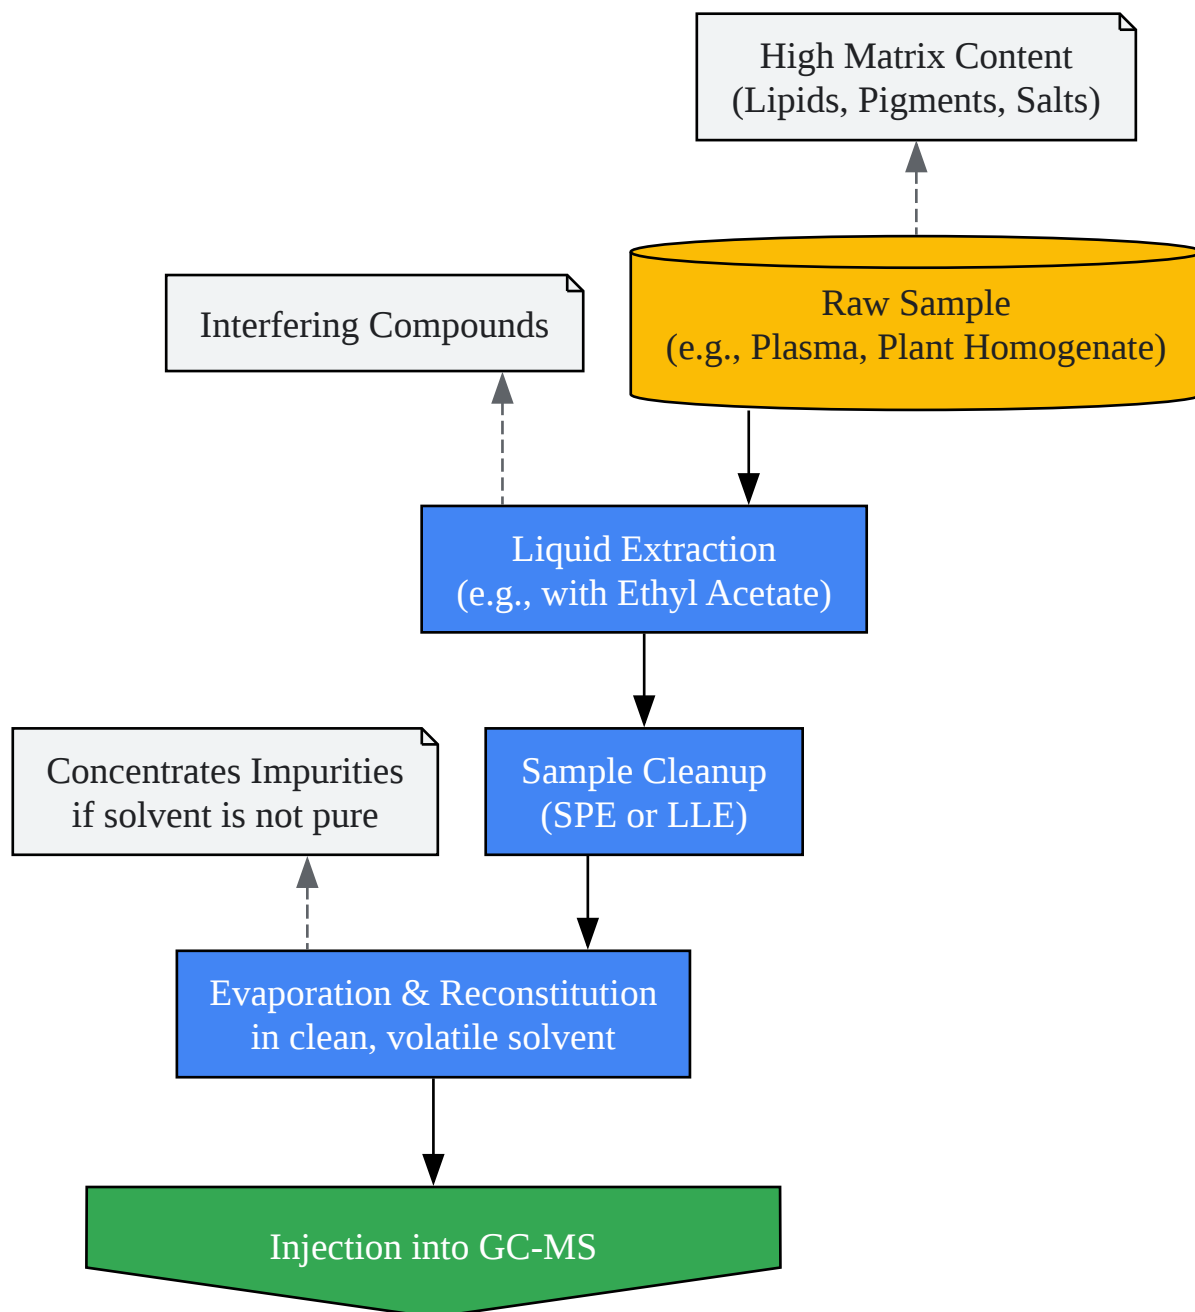 High Matrix Content
(Lipids, Pigments, Salts)
Raw Sample
(e.g., Plasma, Plant Homogenate)
Interfering Compounds
Liquid Extraction
(e.g., with Ethyl Acetate)
Sample Cleanup
(SPE or LLE)
Concentrates Impurities
if solvent is not pure
Evaporation & Reconstitution
in clean, volatile solvent
Injection into GC-MS